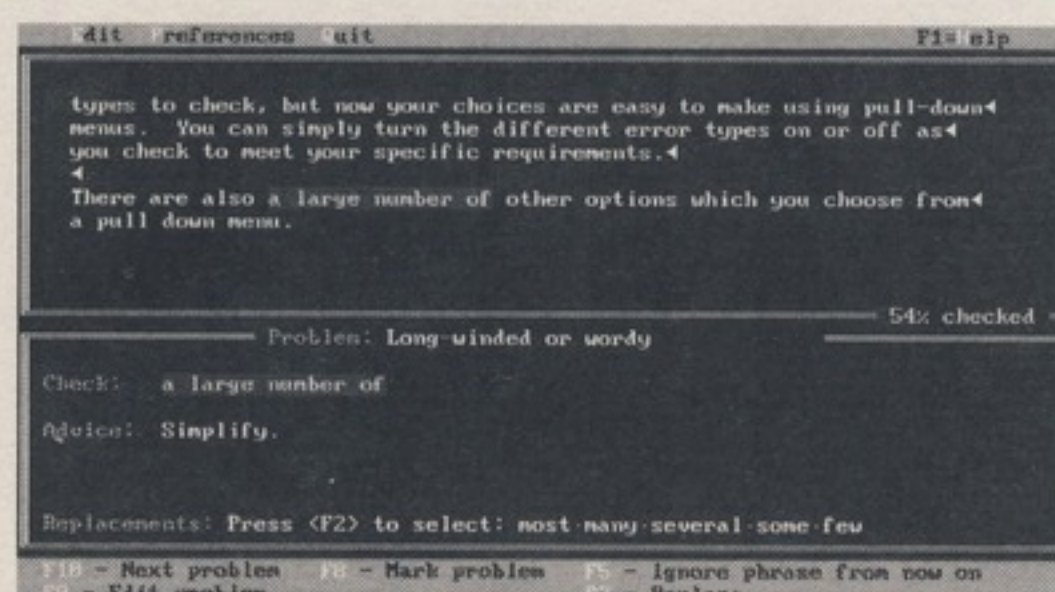 Edit Preferences Quit F1=Help
types to check, but now your choices are easy to make using pull-down◄
menus. You can simply turn the different error types on or off as◄
you check to meet your specific requirements.◄
◄
There are also a large number of other options which you choose from◄
a pull down menu.
54% checked
Problem: Long-winded or wordy
Check: a large number of
Advice: Simplify.
Replacements: Press <F2> to select: most·many·several·some·few
F10 - Next problem F8 - Mark problem F5 - Ignore phrase from now on
F9 - Edit problem